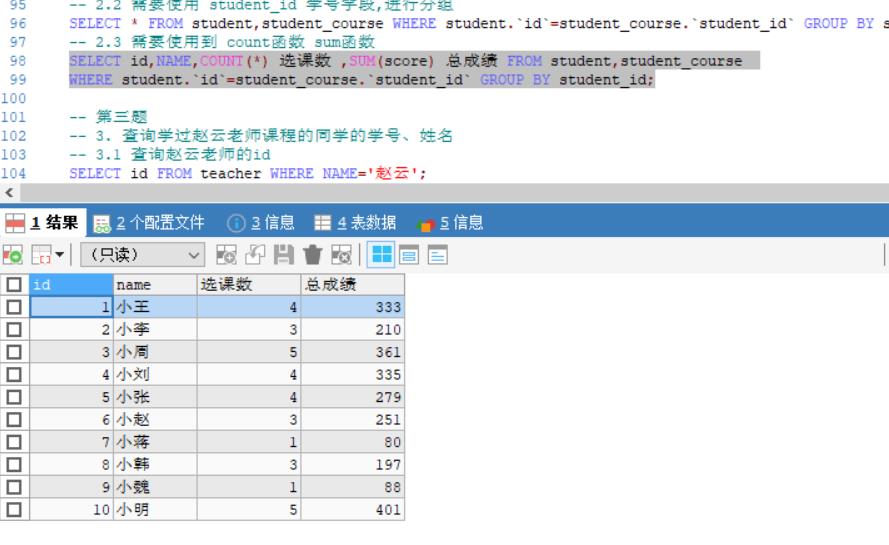 95 -- 2.2 需要使用 student_id 学号字段,进行分组
96 SELECT * FROM student,student_course WHERE student.`id`=student_course.`student_id` GROUP BY s
97 -- 2.3 需要使用到 count函数 sum函数
98 SELECT id,NAME,COUNT(*) 选课数 ,SUM(score) 总成绩 FROM student,student_course
99 WHERE student.`id`=student_course.`student_id` GROUP BY student_id;
100
101 -- 第三题
102 -- 3. 查询学过赵云老师课程的同学的学号、姓名
103 -- 3.1 查询赵云老师的id
104 SELECT id FROM teacher WHERE NAME='赵云';
1 结果 2 个配置文件 3 信息 4 表数据 5 信息
(只读)
id name 选课数 总成绩
1 小王 4 333
2 小李 3 210
3 小周 5 361
4 小刘 4 335
5 小张 4 279
6 小赵 3 251
7 小蒋 1 80
8 小韩 3 197
9 小魏 1 88
10 小明 5 401